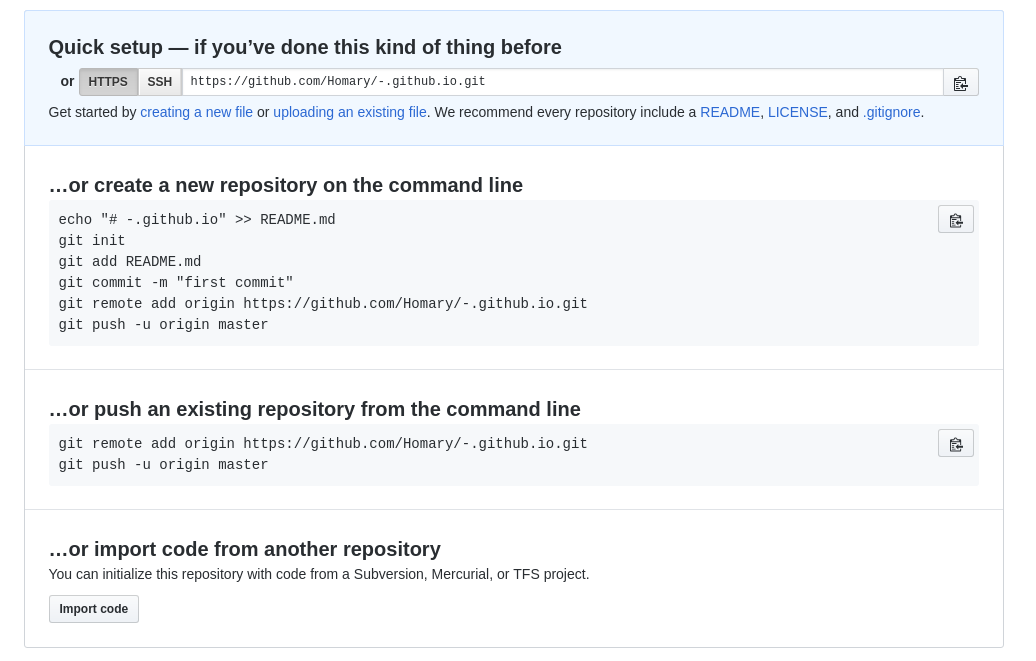 Quick setup — if you’ve done this kind of thing before
or HTTPS SSH https://github.com/Homary/-.github.io.git
Get started by creating a new file or uploading an existing file. We recommend every repository include a README, LICENSE, and .gitignore.
…or create a new repository on the command line
echo "# -.github.io" >> README.md
git init
git add README.md
git commit -m "first commit"
git remote add origin https://github.com/Homary/-.github.io.git
git push -u origin master
…or push an existing repository from the command line
git remote add origin https://github.com/Homary/-.github.io.git
git push -u origin master
…or import code from another repository
You can initialize this repository with code from a Subversion, Mercurial, or TFS project.
Import code